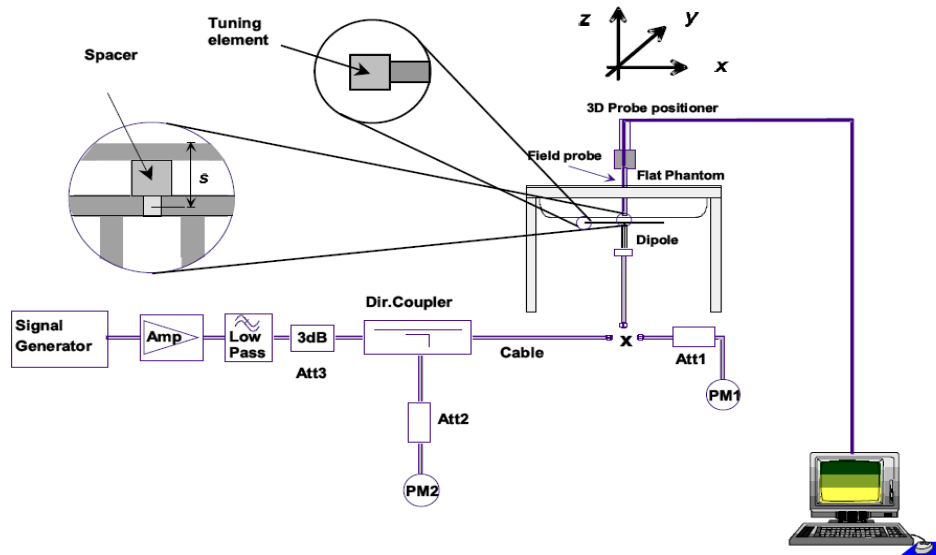 Tuning
element
z
y
x
Spacer
3D Probe positioner
Field probe
Flat Phantom
s
Dipole
Dir.Coupler
Signal
Generator
Amp
Low
Pass
3dB
Att3
Cable
x
Att1
PM1
Att2
PM2